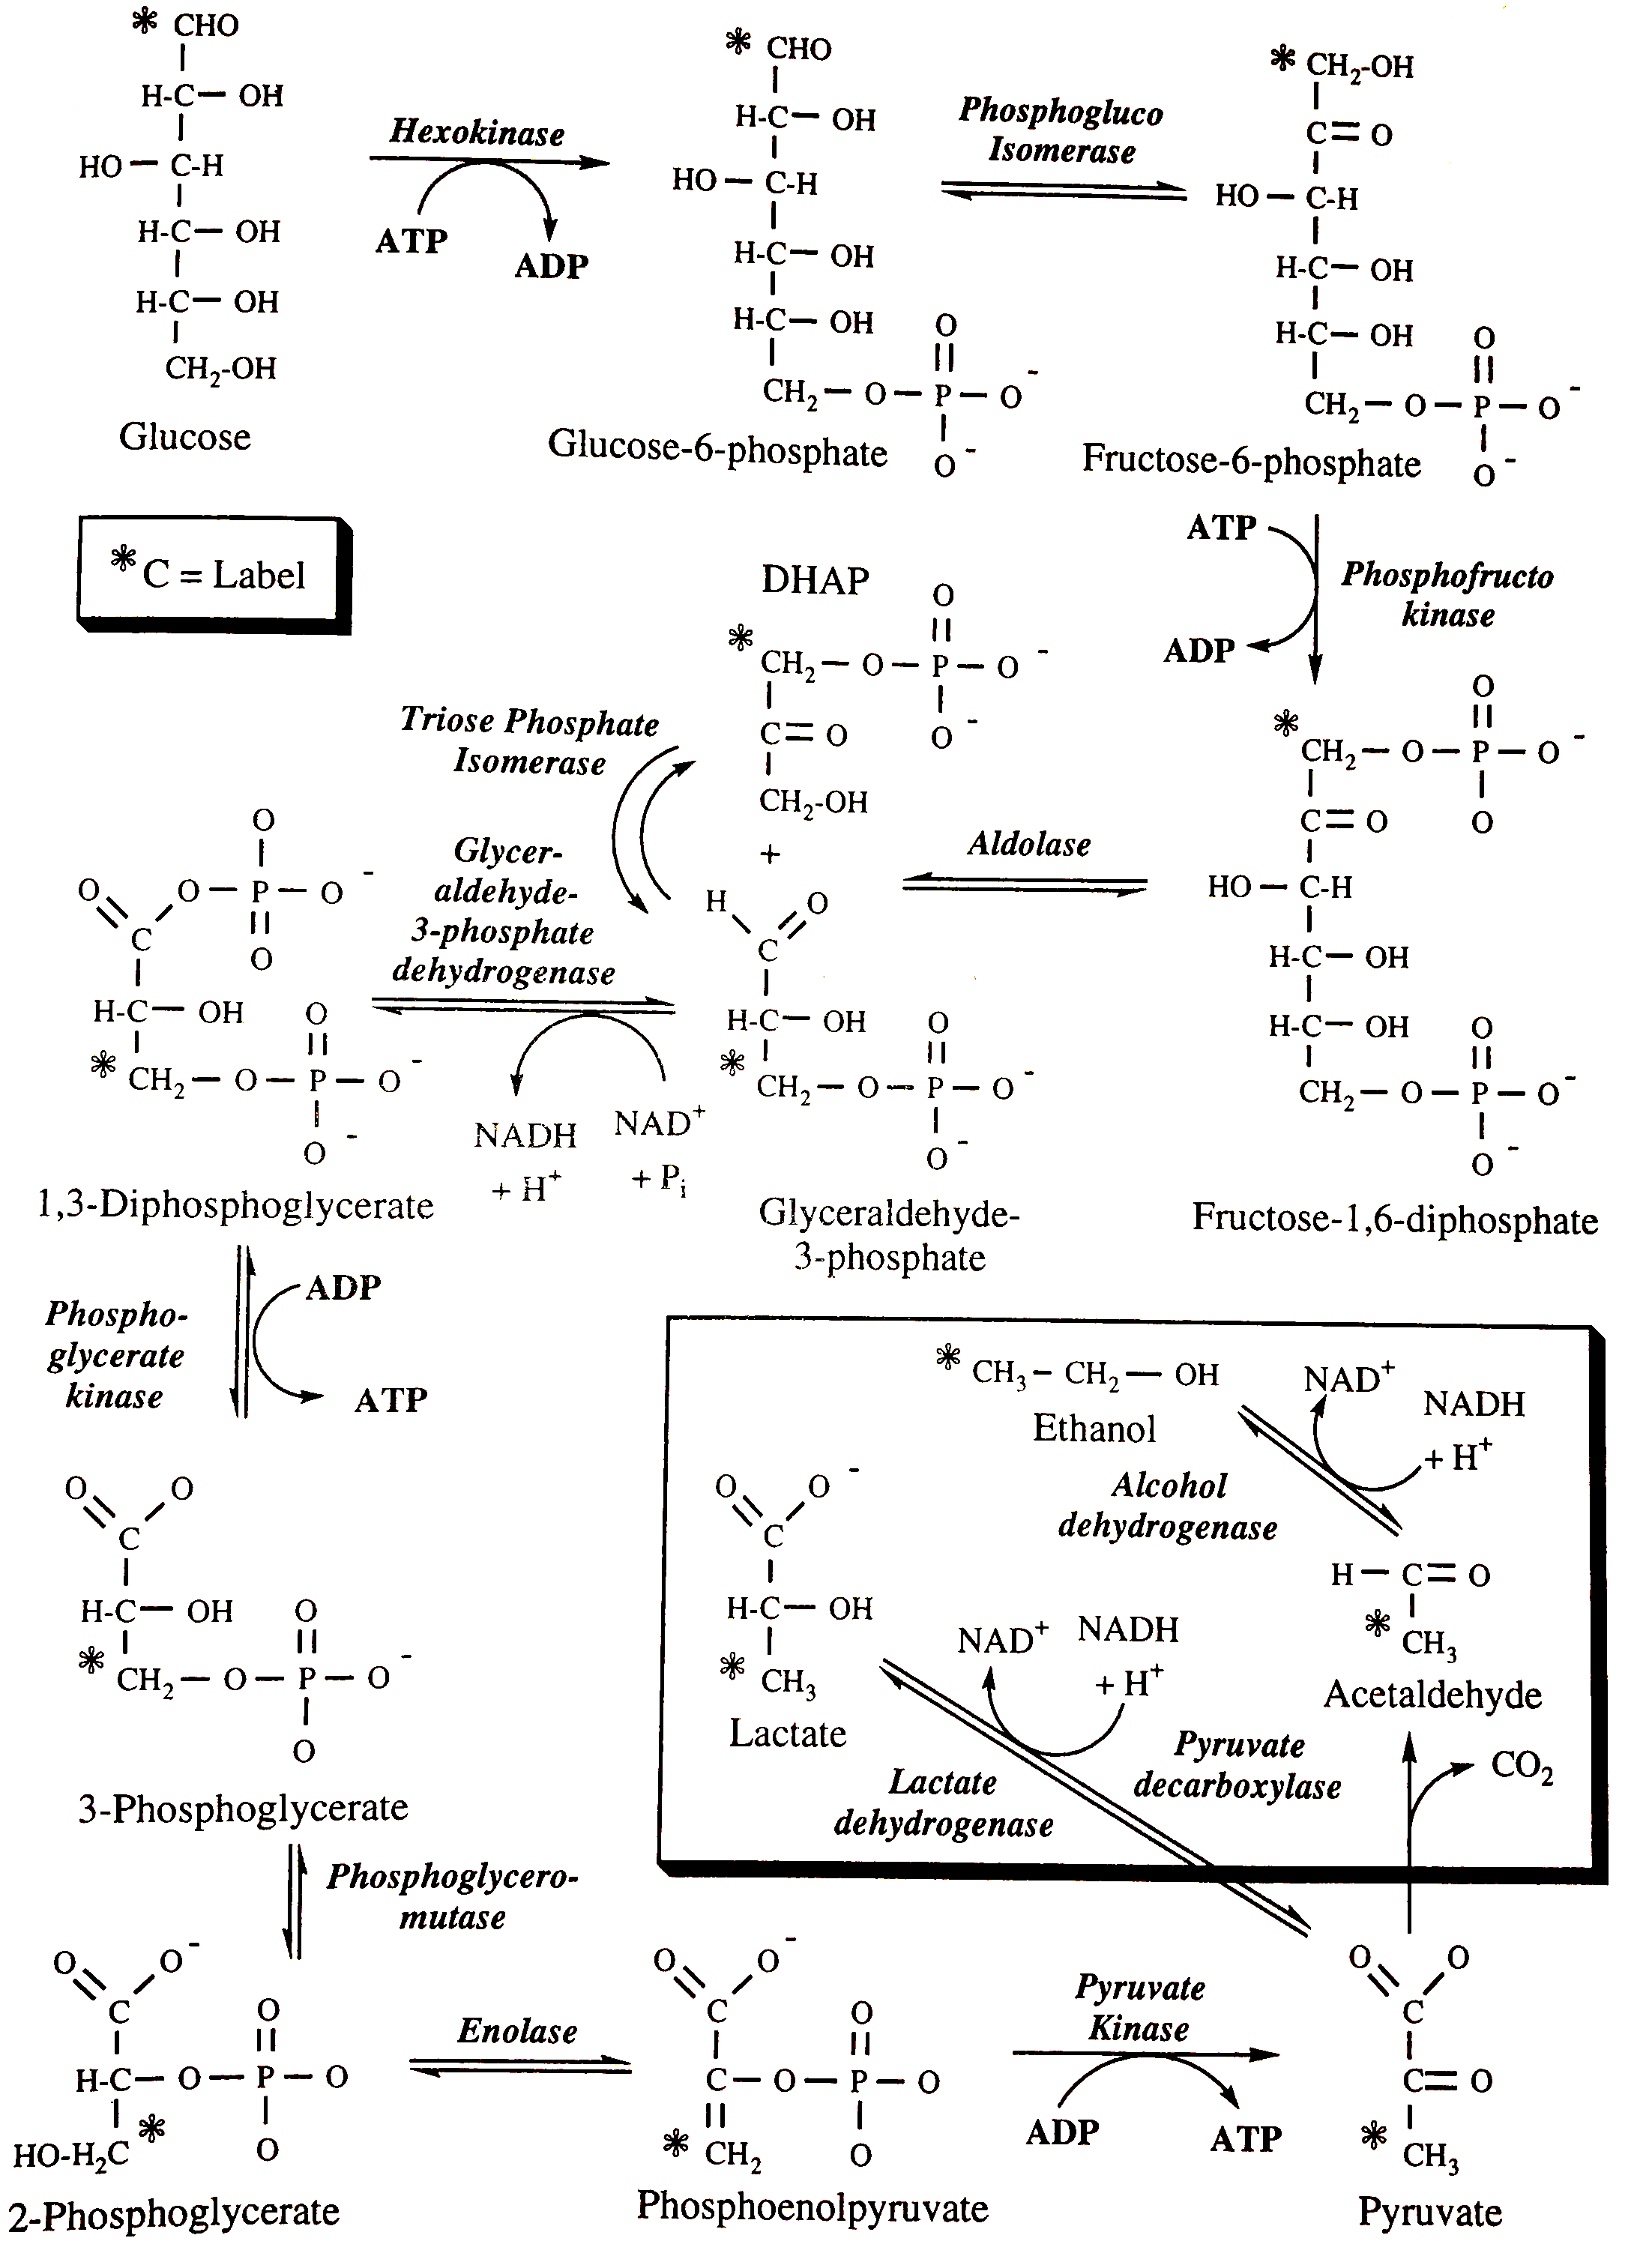 * CHO
H-C— OH
HO — C-H
H-C— OH
H-C— OH
CH₂-OH
Glucose
Hexokinase
ATP
ADP
* CHO
H-C— OH
HO — C-H
H-C— OH
H-C— OH
O
CH₂— O — P — O⁻
O⁻
Glucose-6-phosphate
Phosphogluco
Isomerase
* CH₂-OH
C=O
HO — C-H
H-C— OH
H-C— OH
O
CH₂— O — P — O⁻
O⁻
Fructose-6-phosphate
* C = Label
ATP
Phosphofructo
kinase
ADP
DHAP
O
* CH₂— O — P — O⁻
C=O
O⁻
CH₂-OH
+
Triose Phosphate
Isomerase
O
* CH₂— O — P — O⁻
C=O
O
HO — C-H
H-C— OH
H-C— OH
O
CH₂— O — P — O⁻
O⁻
Fructose-1,6-diphosphate
Aldolase
H
O
C
H-C— OH
O
* CH₂— O — P — O⁻
O⁻
Glyceraldehyde-
3-phosphate
Glycer-
aldehyde-
3-phosphate
dehydrogenase
NADH
+ H⁺
NAD⁺
+ Pᵢ
O
O
O — P — O⁻
C
O
H-C— OH
O
* CH₂— O — P — O⁻
O⁻
1,3-Diphosphoglycerate
Phospho-
glycerate
kinase
ADP
ATP
O
O
C
H-C— OH
O
* CH₂— O — P — O⁻
O
3-Phosphoglycerate
Phosphoglycero-
mutase
O
O⁻
C
O
H-C— O — P — O
HO-H₂C *
O
2-Phosphoglycerate
Enolase
O
O⁻
C
O
C — O — P — O
* CH₂
O
Phosphoenolpyruvate
Pyruvate
Kinase
ADP
ATP
O
O
C
C=O
* CH₃
Pyruvate
* CH₃— CH₂— OH
Ethanol
NAD⁺
NADH
+ H⁺
Alcohol
dehydrogenase
H — C=O
* CH₃
Acetaldehyde
Pyruvate
decarboxylase
CO₂
O
O⁻
C
H-C— OH
* CH₃
Lactate
NAD⁺
NADH
+ H⁺
Lactate
dehydrogenase